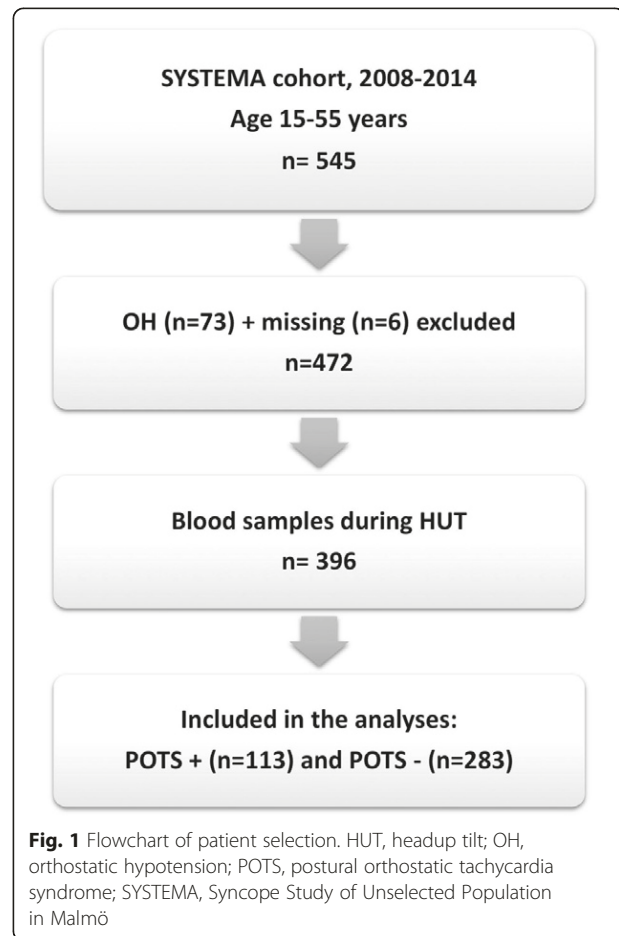 SYSTEMA cohort, 2008-2014
Age 15-55 years
n= 545
OH (n=73) + missing (n=6) excluded
n=472
Blood samples during HUT
n= 396
Included in the analyses:
POTS + (n=113) and POTS - (n=283)
Fig. 1 Flowchart of patient selection. HUT, headup tilt; OH,
orthostatic hypotension; POTS, postural orthostatic tachycardia
syndrome; SYSTEMA, Syncope Study of Unselected Population
in Malmö